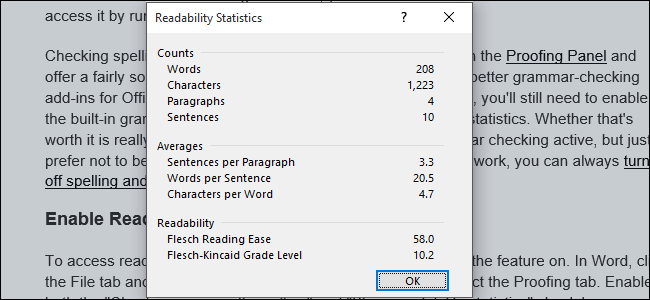 access it by run
Readability Statistics ? ×
Checking spelli n the Proofing Panel and
offer a fairly so better grammar-checking
add-ins for Offi , you'll still need to enable
the built-in gran statistics. Whether that's
worth it is really ar checking active, but just
prefer not to be work, you can always turn
off spelling and
Counts
Words 208
Characters 1,223
Paragraphs 4
Sentences 10
Averages
Sentences per Paragraph 3.3
Words per Sentence 20.5
Characters per Word 4.7
Readability
Flesch Reading Ease 58.0
Flesch-Kincaid Grade Level 10.2
OK
Enable Read
To access read the feature on. In Word, cli
the File tab and ct the Proofing tab. Enable